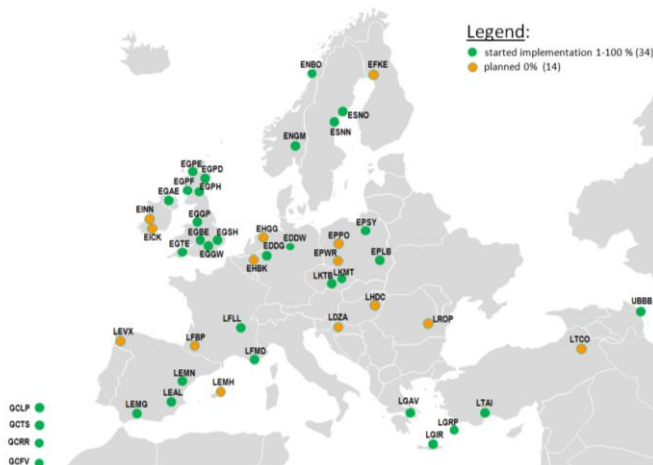 Legend:
started implementation 1-100 % (34)
planned 0% (14)
ENBO
EFKE
ESNO
ESNN
ENGM
EGPE
EGPD
EGPF
EGPH
EGAE
EINN
EICK
EGGP
EGBE
EGSH
EGTE
EGGW
EHGG
EDDW
EDDG
EHBK
EPSY
EPPO
EPWR
EPLB
LKTB
LKMT
LHDC
UBBB
LFLL
LDZA
LROP
LTCO
LEVX
LFBP
LFMD
LEMN
LEMH
LEAL
LEMG
GCLP
GCTS
GCRR
GCFV
LGAV
LGRP
LTAI
LGIR